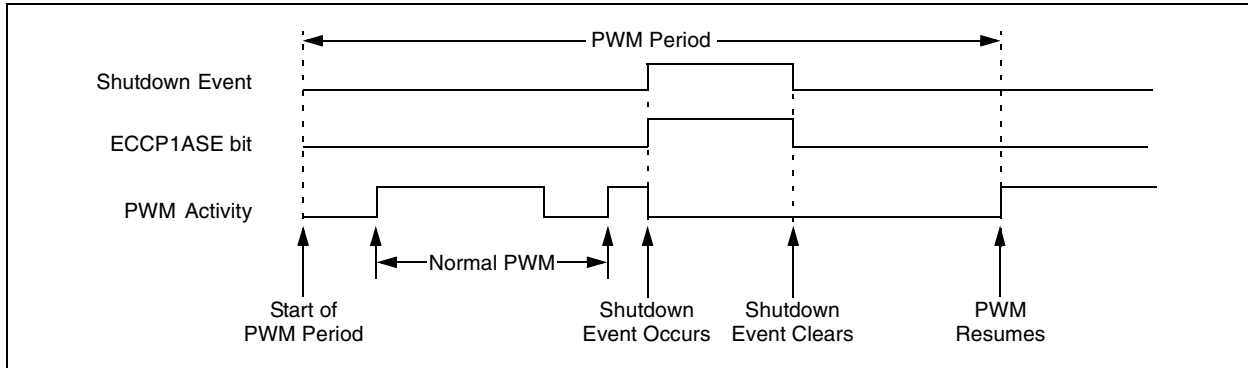 PWM Period
Shutdown Event
ECCP1ASE bit
PWM Activity
Normal PWM
Start of
PWM Period
Shutdown
Event Occurs
Shutdown
Event Clears
PWM
Resumes